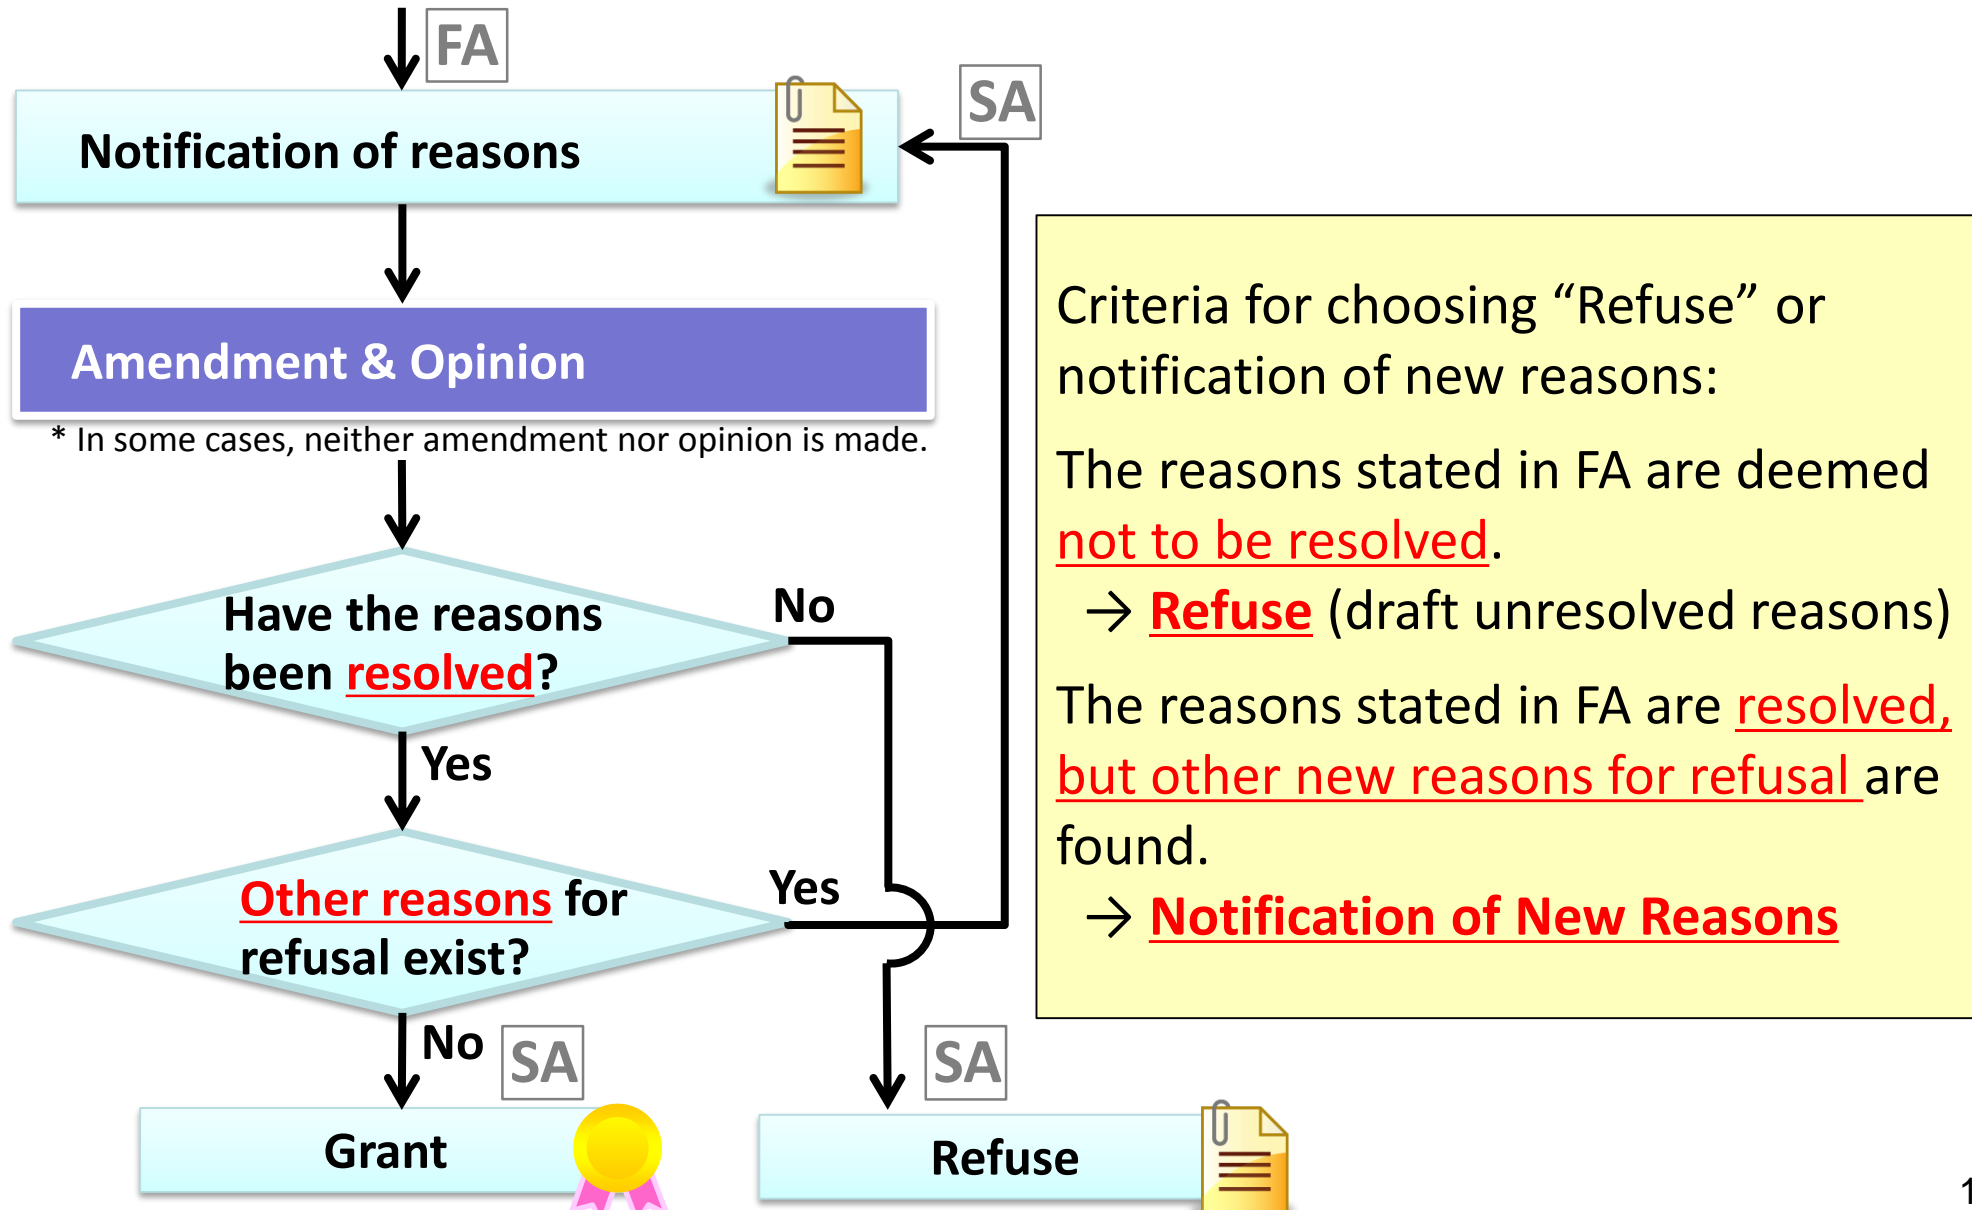 FA
SA
Notification of reasons
Amendment & Opinion
* In some cases, neither amendment nor opinion is made.
Have the reasons
been resolved?
No
Yes
Other reasons for
refusal exist?
Yes
No
SA
SA
Grant
Refuse
Criteria for choosing “Refuse” or
notification of new reasons:
The reasons stated in FA are deemed
not to be resolved.
→ Refuse (draft unresolved reasons)
The reasons stated in FA are resolved,
but other new reasons for refusal are
found.
→ Notification of New Reasons
1